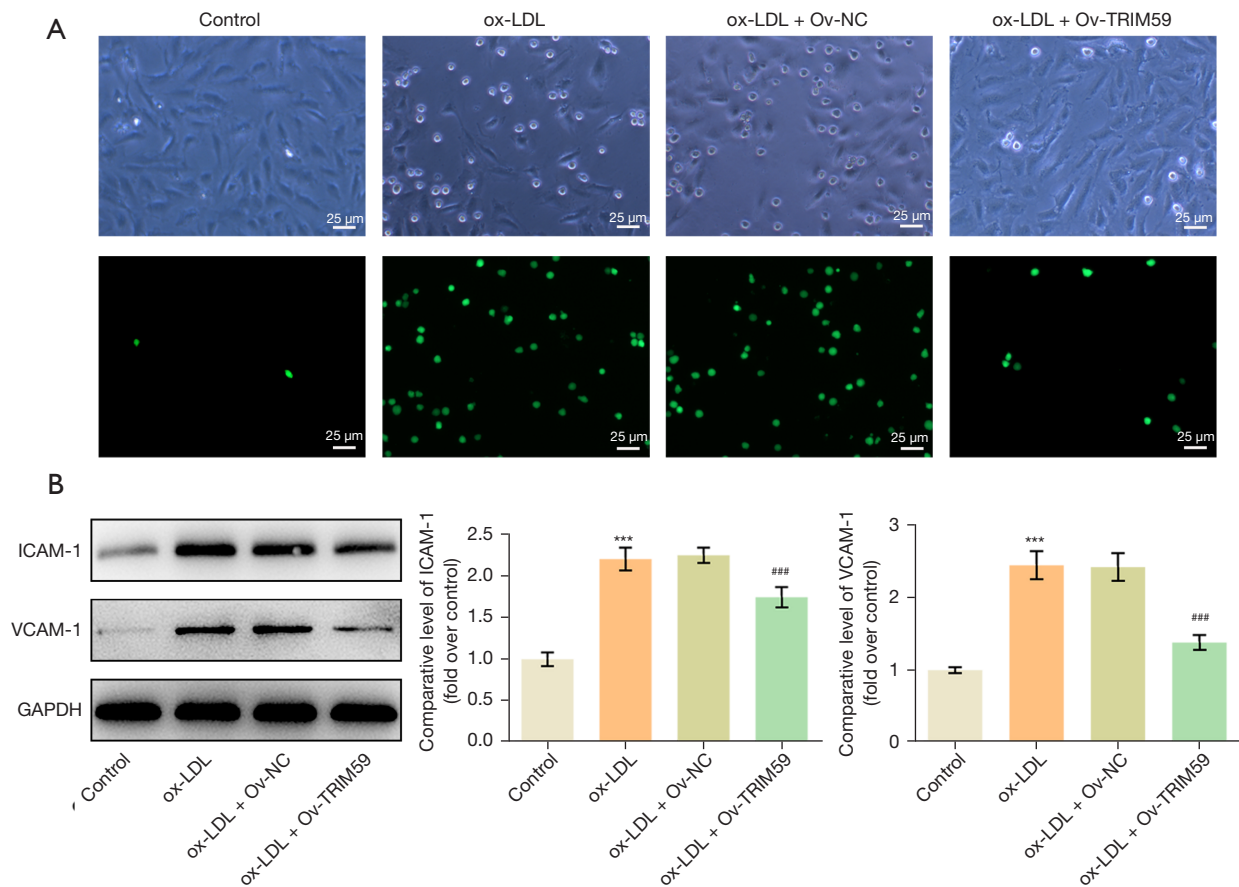 A
Control
ox-LDL
ox-LDL + Ov-NC
ox-LDL + Ov-TRIM59
25 μm
25 μm
25 μm
25 μm
25 μm
25 μm
25 μm
25 μm
B
ICAM-1
VCAM-1
GAPDH
Control
ox-LDL
ox-LDL + Ov-NC
ox-LDL + Ov-TRIM59
Comparative level of ICAM-1
(fold over control)
2.5
2.0
1.5
1.0
0.5
0.0
***
###
Control
ox-LDL
ox-LDL + Ov-NC
ox-LDL + Ov-TRIM59
Comparative level of VCAM-1
(fold over control)
3
2
1
0
***
###
Control
ox-LDL
ox-LDL + Ov-NC
ox-LDL + Ov-TRIM59